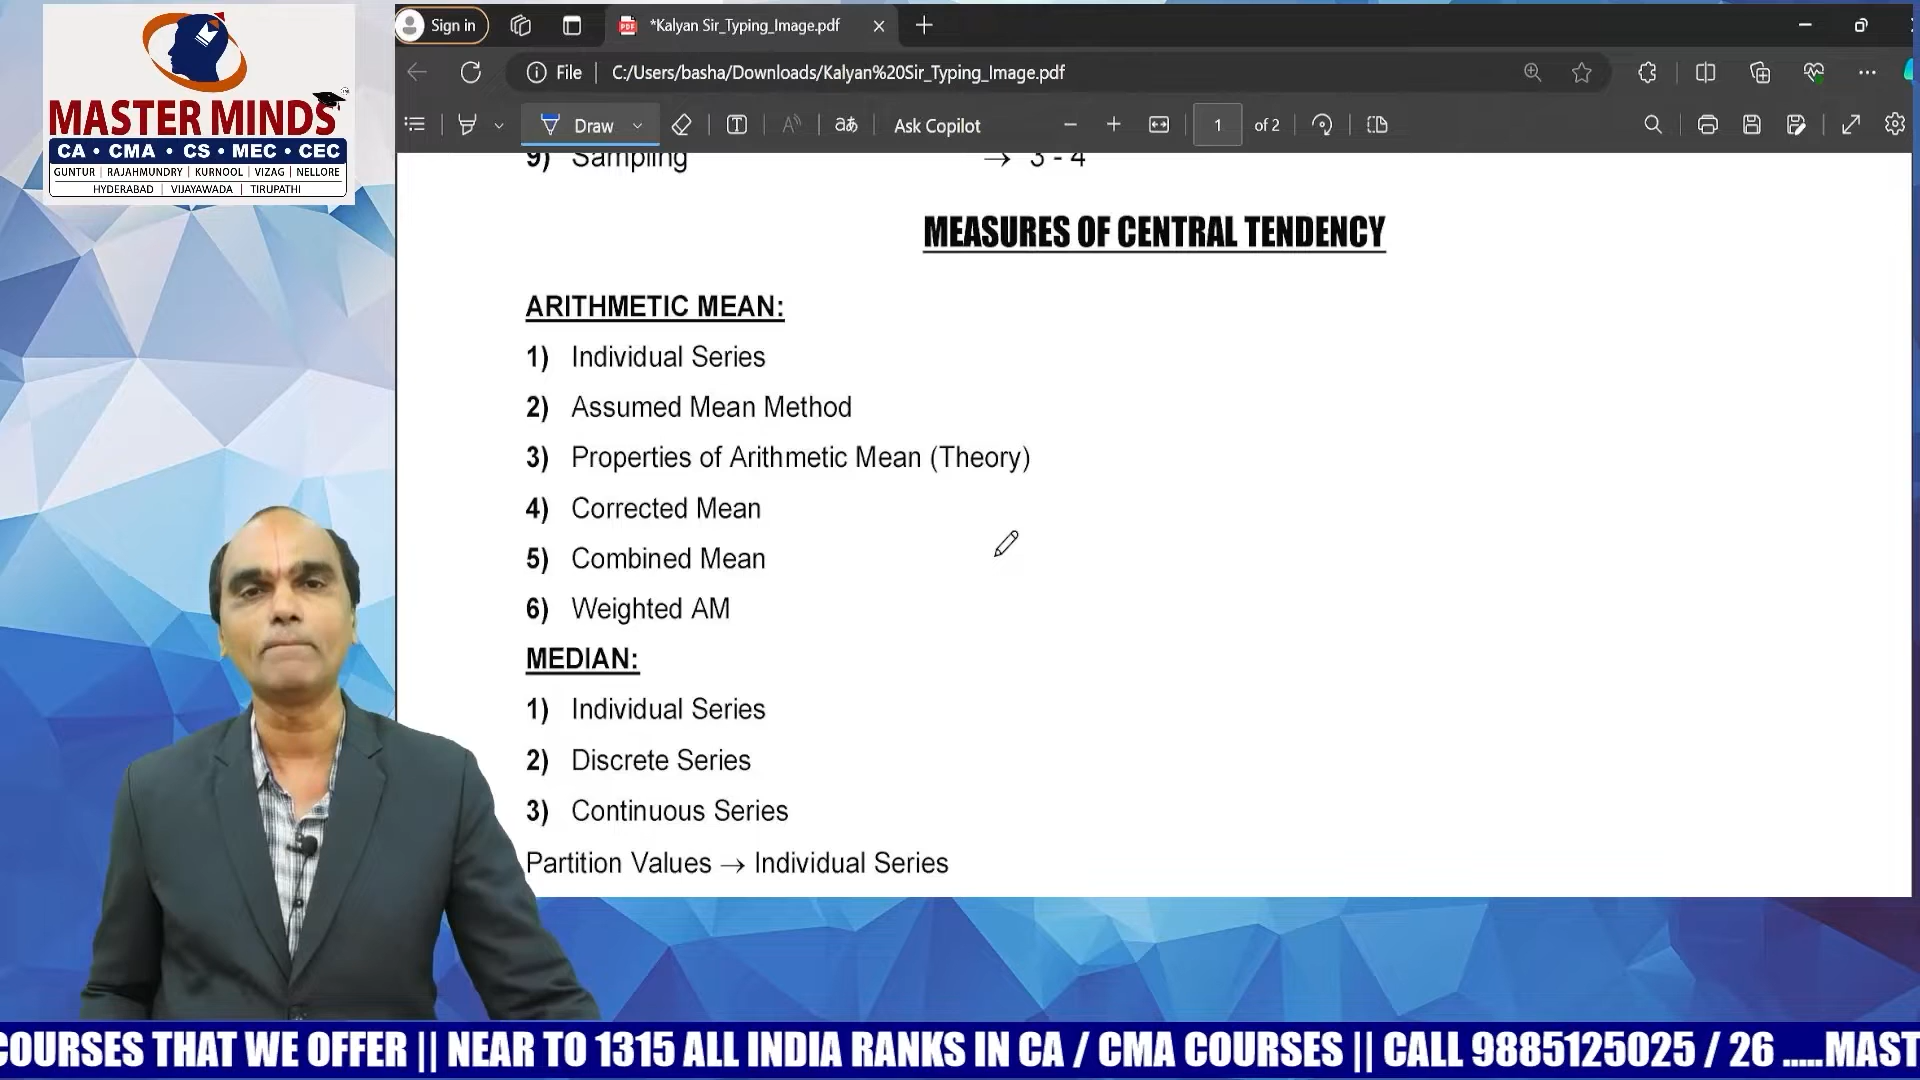 MASTER MINDS
CA • CMA • CS • MEC • CEC
GUNTUR | RAJAHMUNDRY | KURNOOL | VIZAG | NELLORE
HYDERABAD | VIJAYAWADA | TIRUPATHI
Sign in
*Kalyan Sir_Typing_Image.pdf
File
C:/Users/basha/Downloads/Kalyan%20Sir_Typing_Image.pdf
Draw
Ask Copilot
1 of 2
9) Sampling → 3 - 4
MEASURES OF CENTRAL TENDENCY
ARITHMETIC MEAN:
1) Individual Series
2) Assumed Mean Method
3) Properties of Arithmetic Mean (Theory)
4) Corrected Mean
5) Combined Mean
6) Weighted AM
MEDIAN:
1) Individual Series
2) Discrete Series
3) Continuous Series
Partition Values → Individual Series
COURSES THAT WE OFFER || NEAR TO 1315 ALL INDIA RANKS IN CA / CMA COURSES || CALL 9885125025 / 26 .....MAST